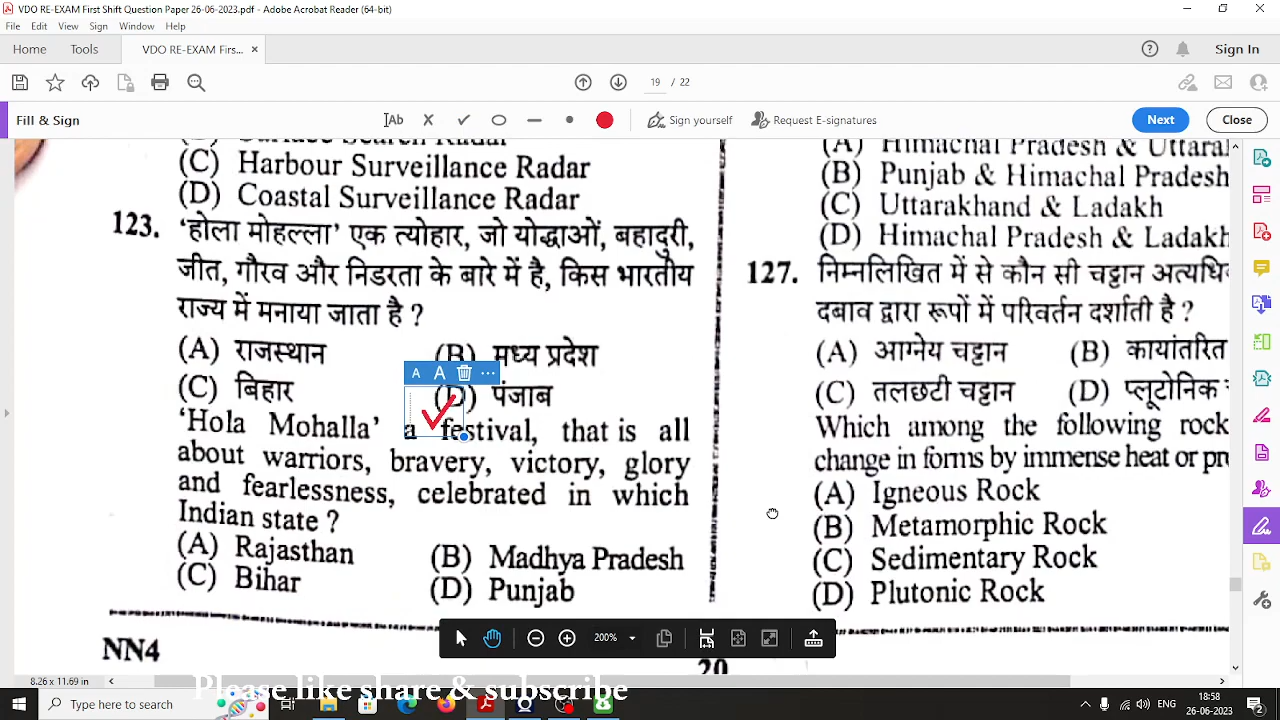 VDO RE-EXAM First Shift Question Paper 26-06-2023.pdf - Adobe Acrobat Reader (64-bit)
File Edit View Sign Window Help
Home Tools VDO RE-EXAM Firs... × Sign In
19 / 22
Fill & Sign Ab Sign yourself Request E-signatures Next Close
(C) Harbour Surveillance Radar
(D) Coastal Surveillance Radar
123. 'होला मोहल्ला' एक त्योहार, जो योद्धाओं, बहादुरी,
जीत, गौरव और निडरता के बारे में है, किस भारतीय
राज्य में मनाया जाता है ?
(A) राजस्थान (B) मध्य प्रदेश
A A
(C) बिहार (D) पंजाब
'Hola Mohalla' a festival, that is all
about warriors, bravery, victory, glory
and fearlessness, celebrated in which
Indian state ?
(A) Rajasthan (B) Madhya Pradesh
(C) Bihar (D) Punjab
NN4
(A) Himachal Pradesh &
(B) Punjab & Himachal Pradesh
(C) Uttarakhand & Ladakh
(D) Himachal Pradesh & Ladakh
127. निम्नलिखित में से कौन सी चट्टान
दबाव द्वारा रूपों में परिवर्तन दर्शाती है ?
(A) आग्नेय चट्टान (B) कायांतरित
(C) तलछटी चट्टान (D) प्लूटोनिक
Which among the following rock
change in forms by immense heat or
(A) Igneous Rock
(B) Metamorphic Rock
(C) Sedimentary Rock
(D) Plutonic Rock
200%
20
8.26 x 11.69 in
Please like share & subscribe
Type here to search
ENG
18:58
26-06-2023
2